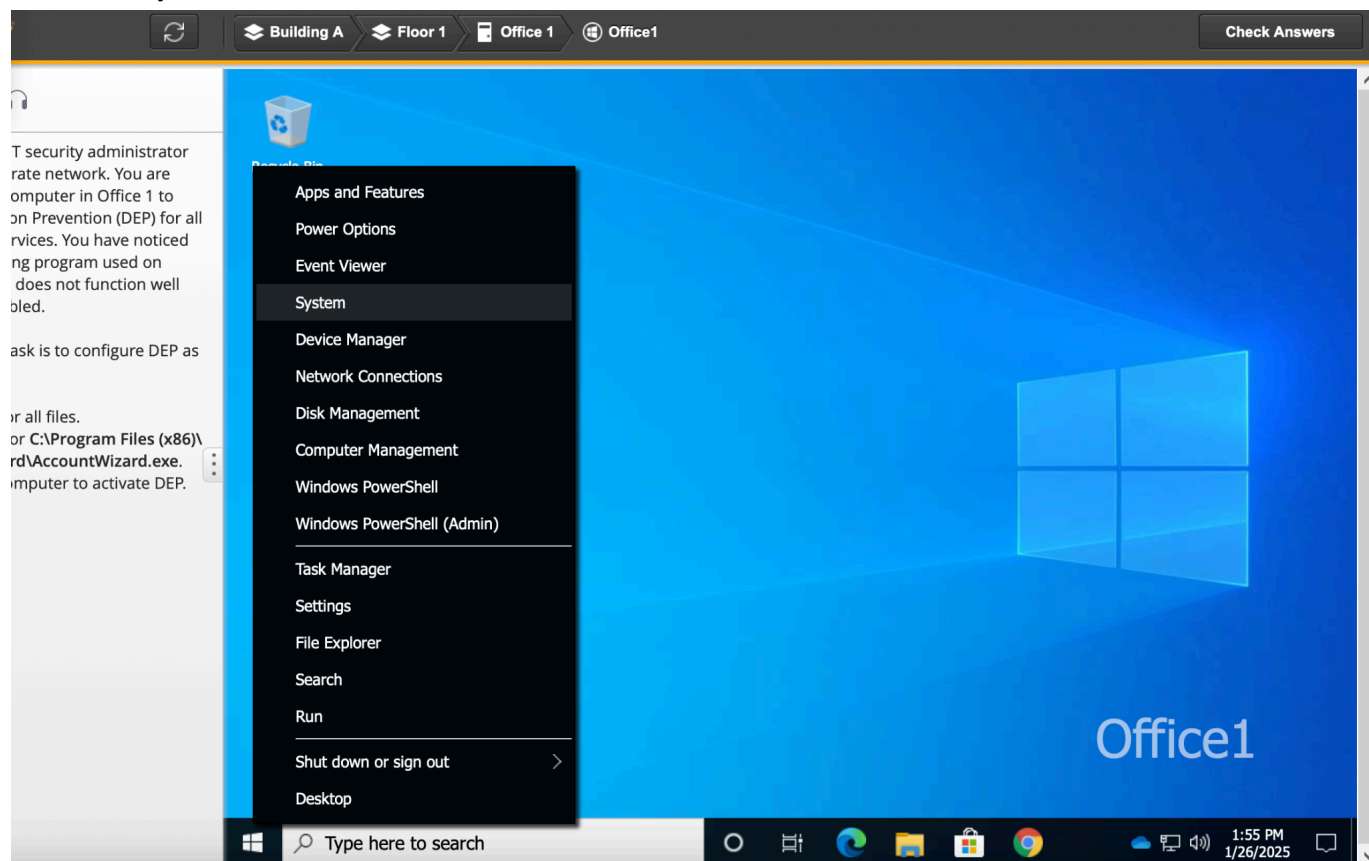 Building A
Floor 1
Office 1
Office1
Check Answers
T security administrator
rate network. You are
omputer in Office 1 to
on Prevention (DEP) for all
rvices. You have noticed
ng program used on
does not function well
bled.
ask is to configure DEP as
or all files.
or C:\Program Files (x86)\
rd\AccountWizard.exe.
omputer to activate DEP.
Recycle Bin
Apps and Features
Power Options
Event Viewer
System
Device Manager
Network Connections
Disk Management
Computer Management
Windows PowerShell
Windows PowerShell (Admin)
Task Manager
Settings
File Explorer
Search
Run
Shut down or sign out
Desktop
Office1
Type here to search
1:55 PM
1/26/2025